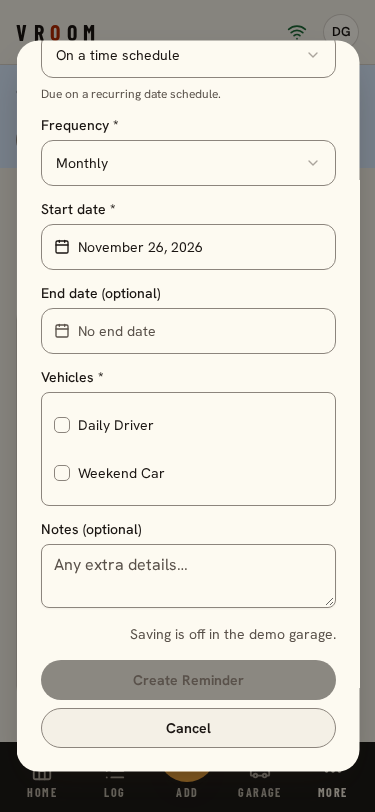 VROOM
DG
On a time schedule
Due on a recurring date schedule.
Frequency *
Monthly
Start date *
November 26, 2026
End date (optional)
No end date
Vehicles *
Daily Driver
Weekend Car
Notes (optional)
Any extra details...
Saving is off in the demo garage.
Create Reminder
Cancel
HOME LOG ADD GARAGE MORE